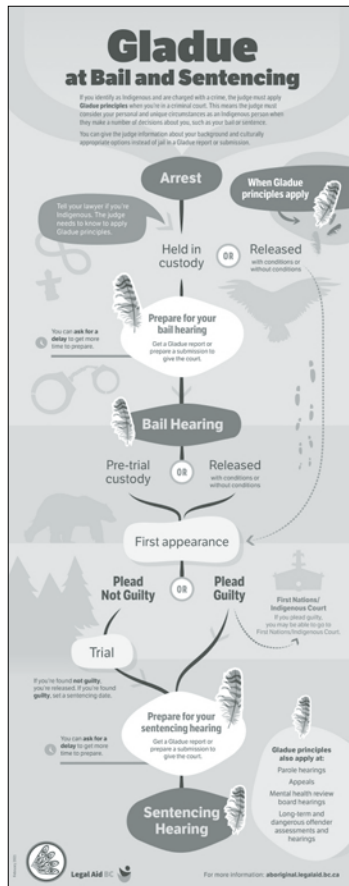 Gladue
at Bail and Sentencing
If you identify as Indigenous and are charged with a crime, the judge must apply
Gladue principles when you're in a criminal court. This means the judge must
consider your personal and unique circumstances as an Indigenous person when
they make a number of decisions about you, such as your bail or sentence.
You can give the judge information about your background and culturally
appropriate options instead of jail in a Gladue report or submission.
Arrest
When Gladue
principles apply
Tell your lawyer if you're
Indigenous. The judge
needs to know to apply
Gladue principles.
Held in
custody
OR
Released
with conditions or
without conditions
Prepare for your
bail hearing
Get a Gladue report or
prepare a submission to
give the court.
You can ask for a
delay to get more
time to prepare.
Bail Hearing
Pre-trial
custody
OR
Released
with conditions
or without conditions
First appearance
Plead
Not Guilty
OR
Plead
Guilty
First Nations/
Indigenous Court
If you plead guilty,
you may be able to go to
First Nations/Indigenous Court.
Trial
If you're found not guilty,
you're released. If you're found
guilty, set a sentencing date.
Prepare for your
sentencing hearing
Get a Gladue report or
prepare a submission to
give the court.
You can ask for a
delay to get more
time to prepare.
Gladue principles
also apply at:
Parole hearings
Appeals
Mental health review
board hearings
Long-term and
dangerous offender
assessments and
hearings
Sentencing
Hearing
Legal Aid BC
For more information: aboriginal.legalaid.bc.ca